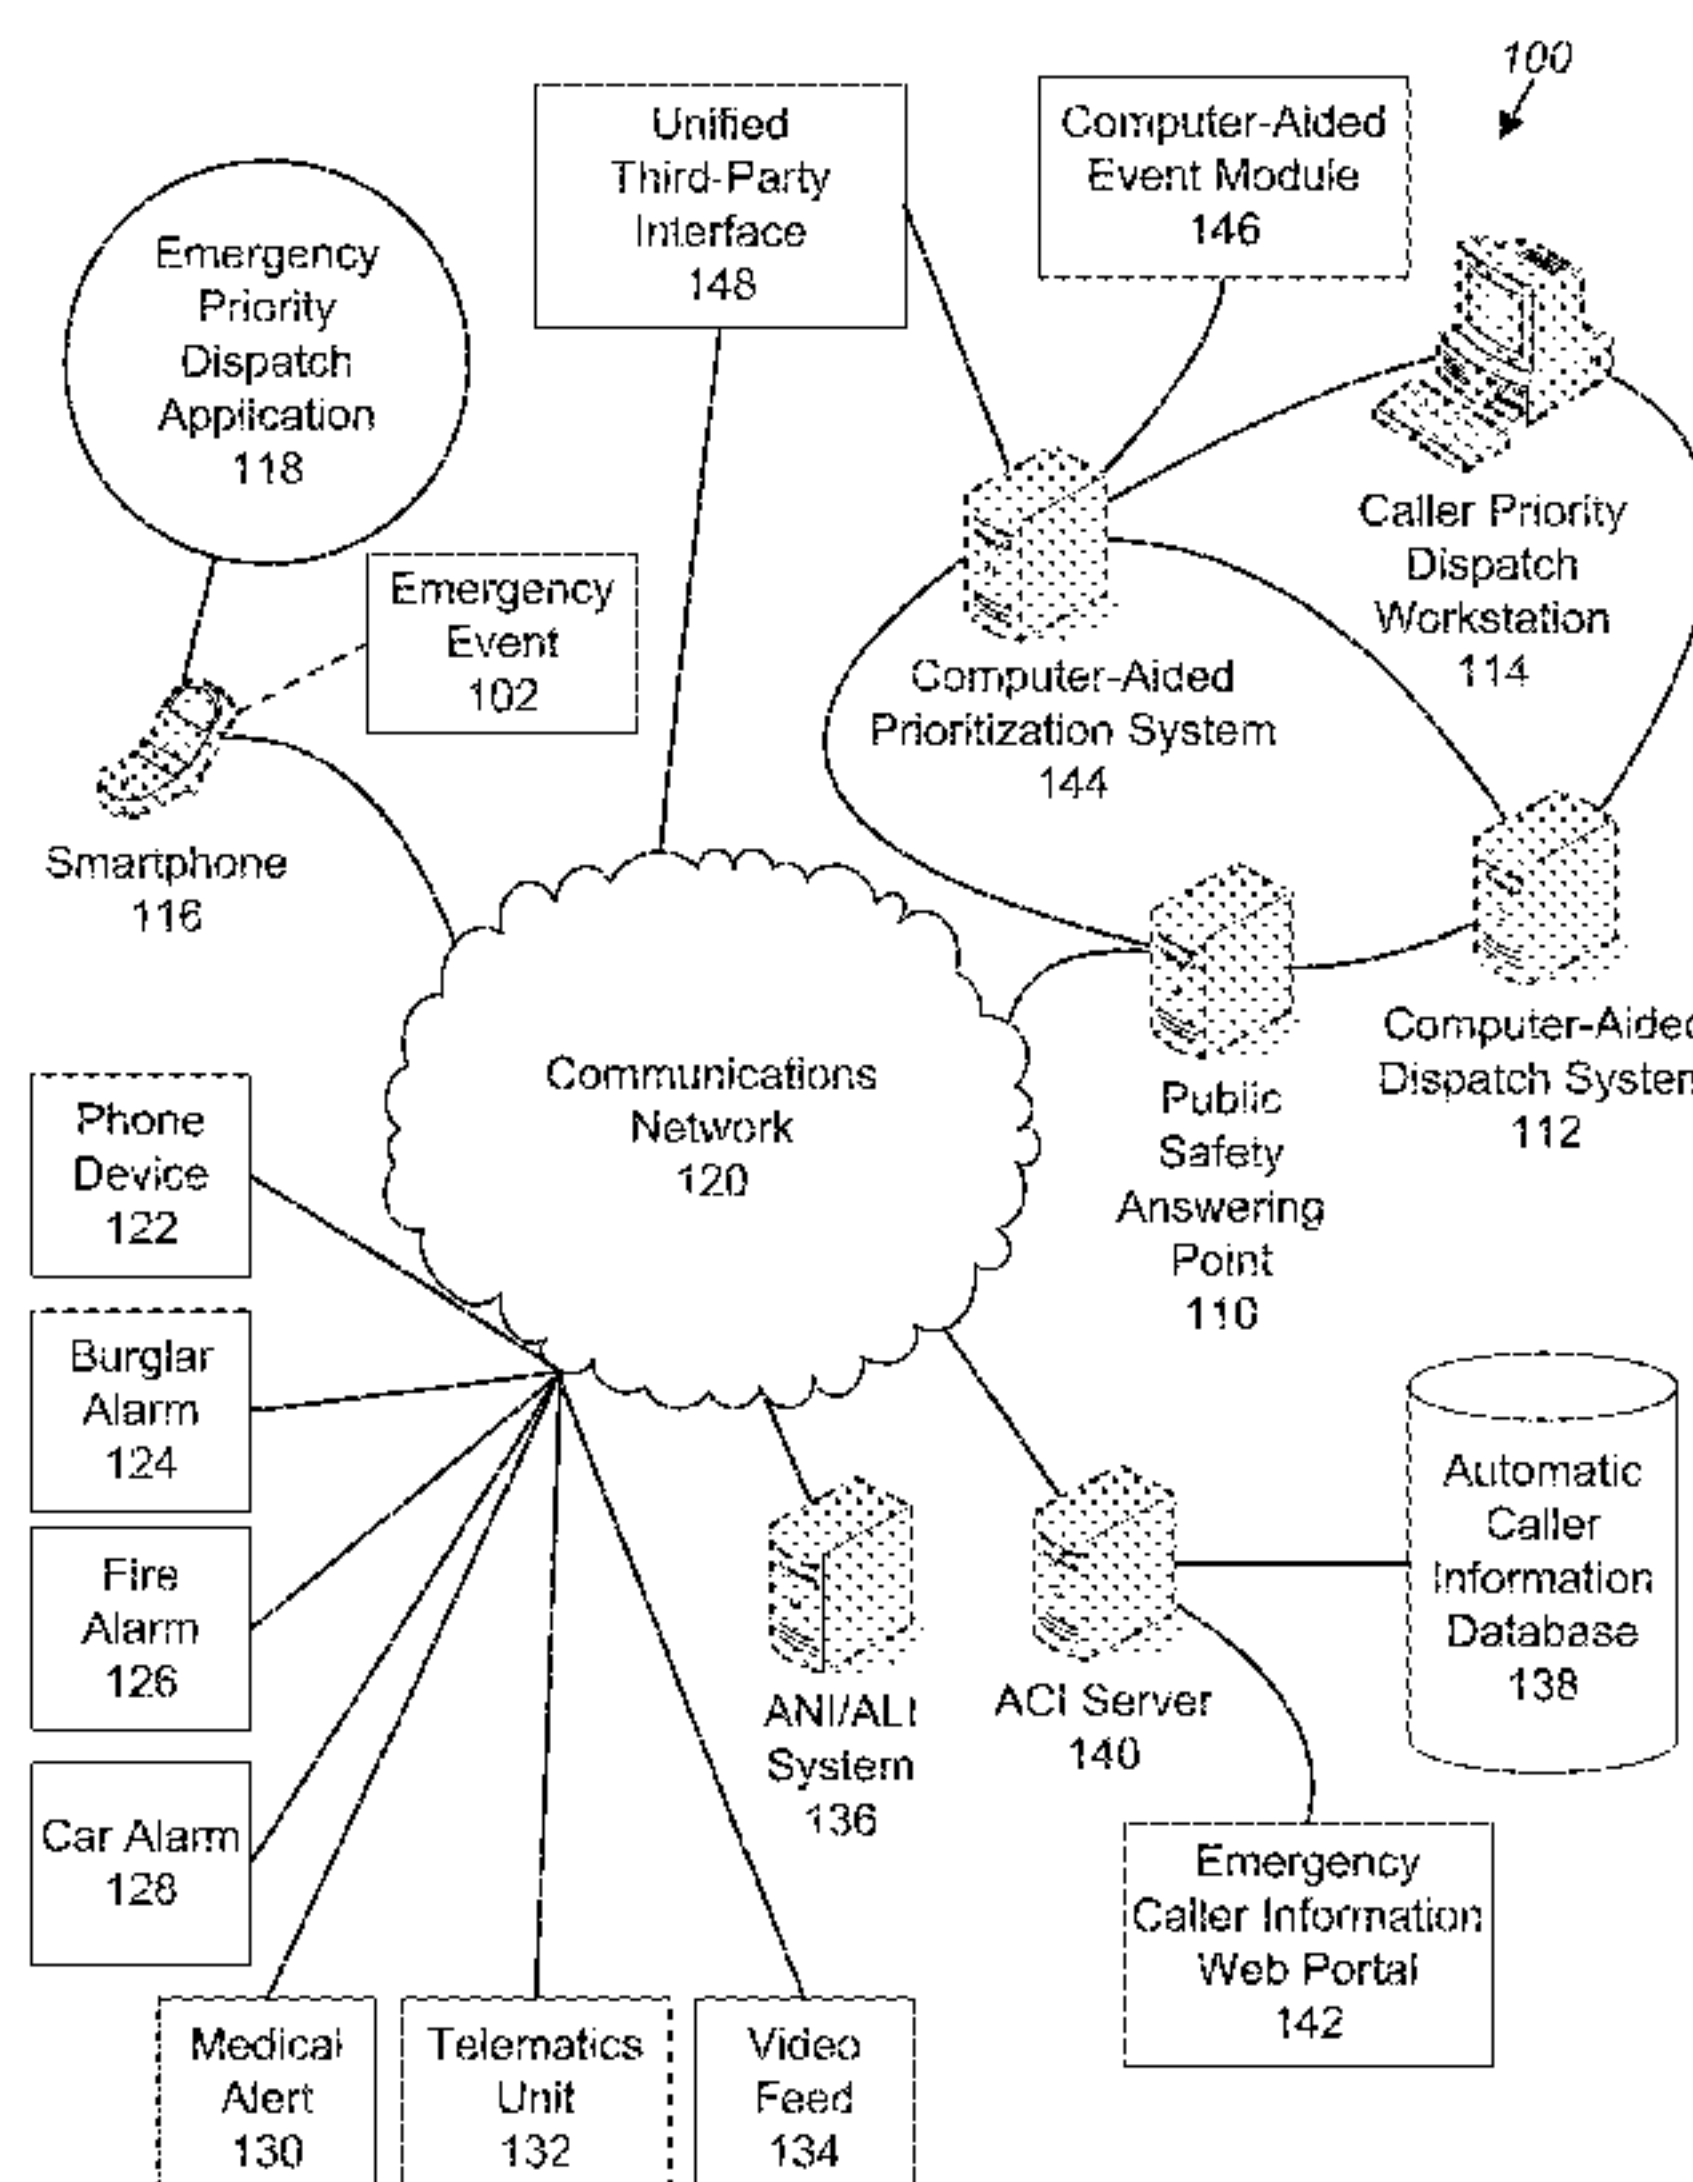 100
Unified
Third-Party
Interface
148
Computer-Aided
Event Module
146
Emergency
Priority
Dispatch
Application
118
Emergency
Event
102
Caller Priority
Dispatch
Workstation
114
Computer-Aided
Prioritization System
144
Smartphone
116
Communications
Network
120
Computer-Aided
Dispatch System
112
Public
Safety
Answering
Point
110
Phone
Device
122
Burglar
Alarm
124
Fire
Alarm
126
Car Alarm
128
Automatic
Caller
Information
Database
138
ANI/ALI
System
136
ACI Server
140
Emergency
Caller Information
Web Portal
142
Medical
Alert
130
Telematics
Unit
132
Video
Feed
134